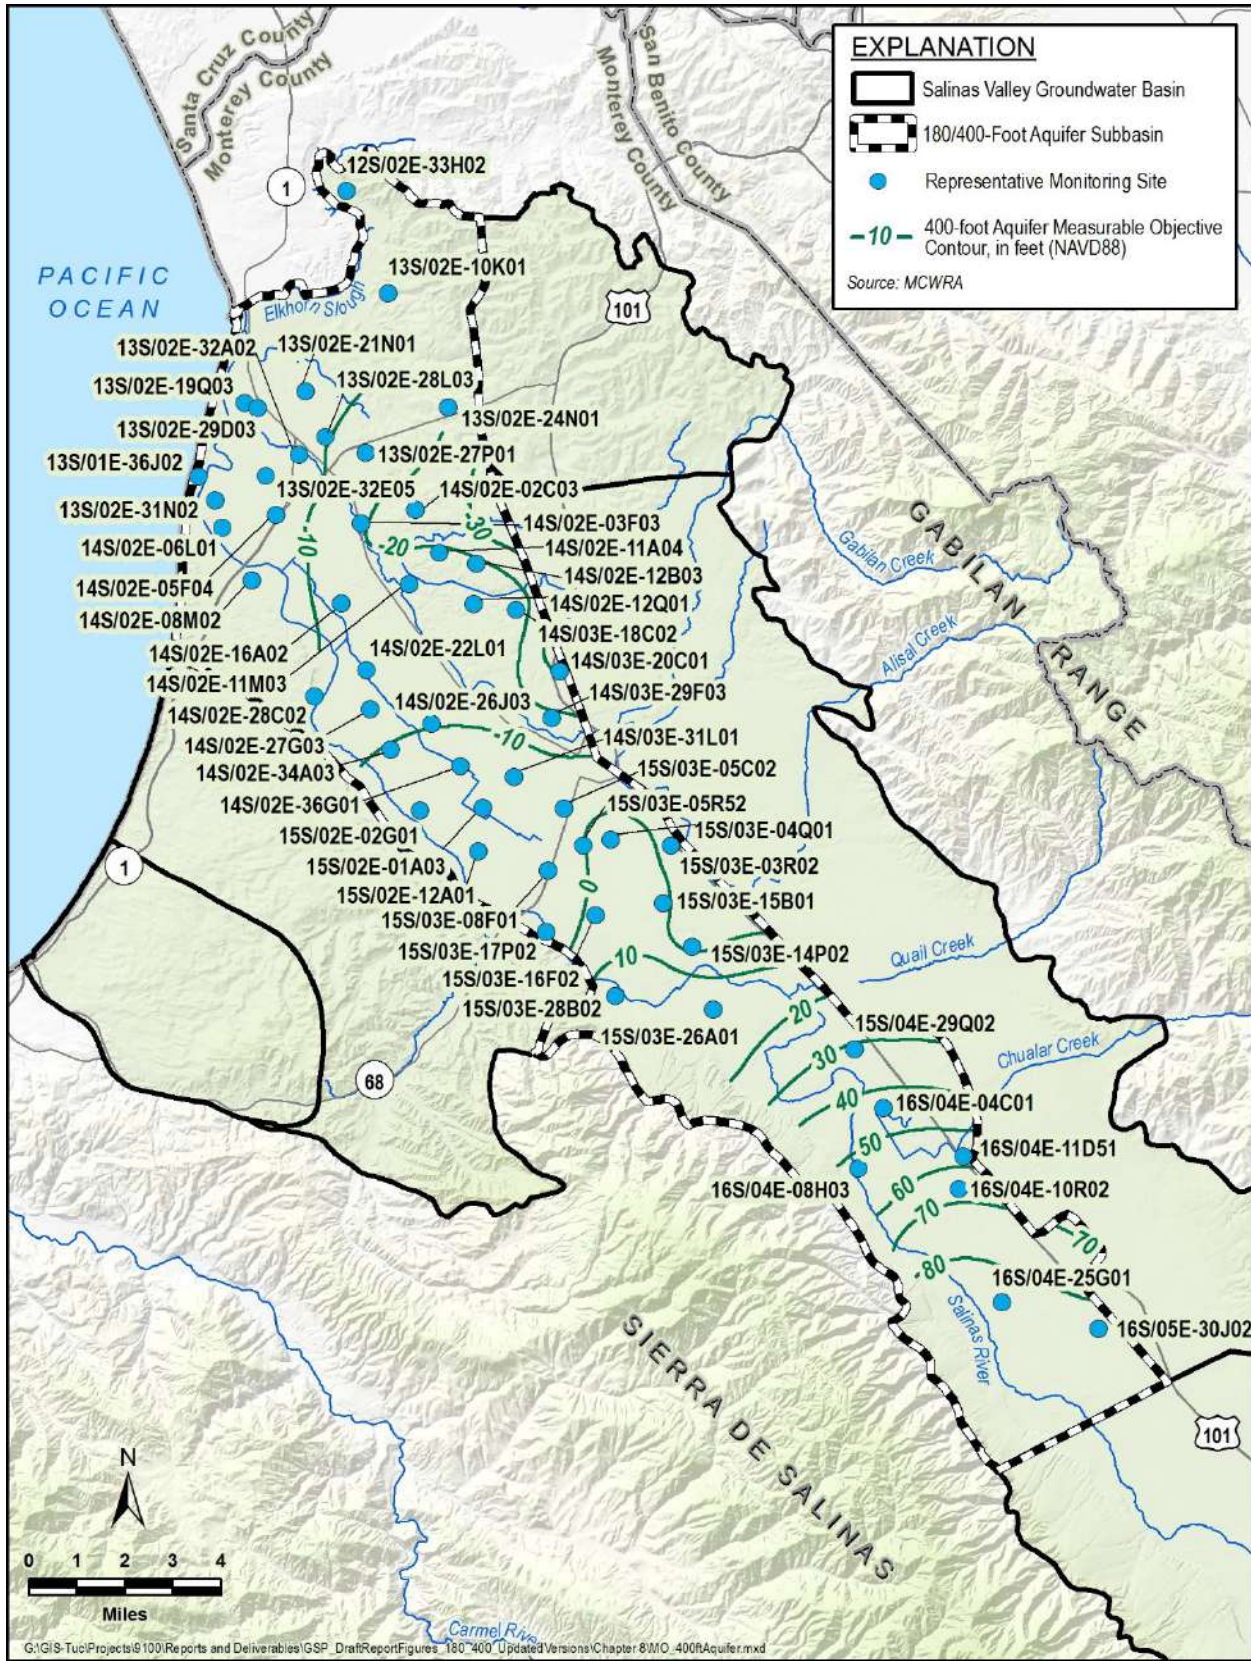 Santa Cruz County
Monterey County
San Benito County
Monterey County
EXPLANATION
Salinas Valley Groundwater Basin
180/400-Foot Aquifer Subbasin
Representative Monitoring Site
-10 400-foot Aquifer Measurable Objective
Contour, in feet (NAVD88)
Source: MCWRA
12S/02E-33H02
1
PACIFIC
OCEAN
13S/02E-10K01
Elkhorn Slough
101
13S/02E-32A02
13S/02E-21N01
13S/02E-19Q03
13S/02E-28L03
13S/02E-24N01
13S/02E-29D03
13S/02E-27P01
13S/01E-36J02
13S/02E-32E05
14S/02E-02C03
13S/02E-31N02
14S/02E-03F03
-10
-20
-30
14S/02E-06L01
14S/02E-11A04
14S/02E-05F04
14S/02E-12B03
14S/02E-08M02
14S/02E-12Q01
14S/03E-18C02
14S/02E-16A02
14S/02E-22L01
14S/03E-20C01
14S/02E-11M03
14S/02E-28C02
14S/02E-26J03
14S/03E-29F03
14S/02E-27G03
-10
14S/03E-31L01
14S/02E-34A03
15S/03E-05C02
14S/02E-36G01
15S/03E-05R52
15S/02E-02G01
15S/03E-04Q01
15S/02E-01A03
15S/03E-03R02
15S/02E-12A01
0
15S/03E-15B01
15S/03E-08F01
15S/03E-17P02
10
15S/03E-14P02
15S/03E-16F02
15S/03E-28B02
15S/03E-26A01
GABILAN
RANGE
Gabilan Creek
Alisal Creek
Quail Creek
Chualar Creek
1
68
20
15S/04E-29Q02
30
40
16S/04E-04C01
50
16S/04E-11D51
16S/04E-08H03
60
16S/04E-10R02
70
70
-80
16S/04E-25G01
16S/05E-30J02
Salinas River
SIERRA DE SALINAS
101
N
0 1 2 3 4
Miles
Carmel River
G:\GIS-Tuc\Projects\9100\Reports and Deliverables\GSP_DraftReportFigures_180_400_UpdatedVersions\Chapter 8\MO_400ftAquifer.mxd